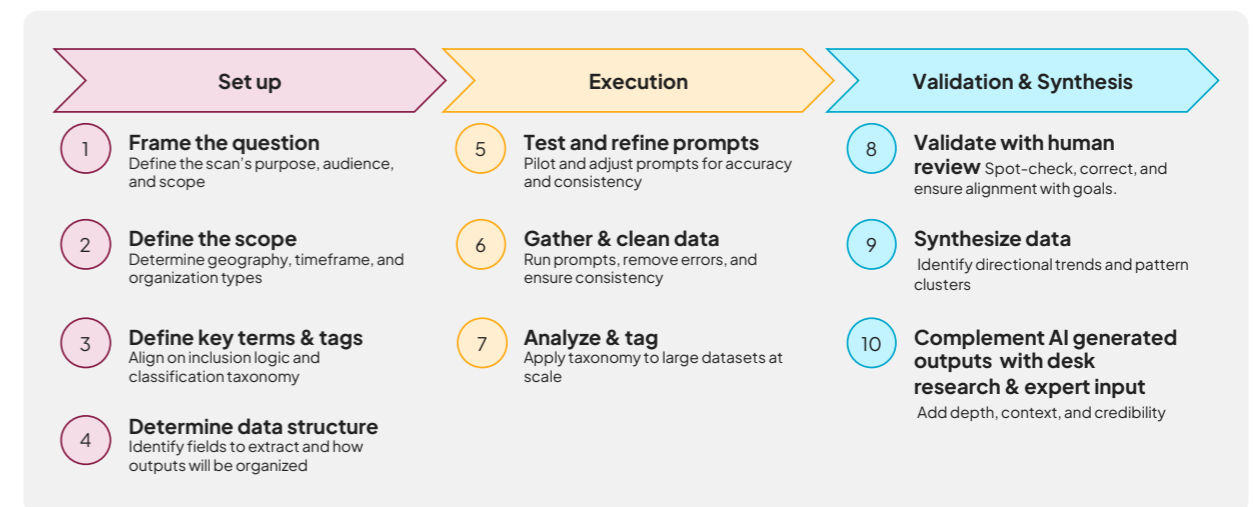 Set up
Execution
Validation & Synthesis
1
Frame the question
Define the scan's purpose, audience,
and scope
2
Define the scope
Determine geography, timeframe, and
organization types
3
Define key terms & tags
Align on inclusion logic and
classification taxonomy
4
Determine data structure
Identify fields to extract and how
outputs will be organized
5
Test and refine prompts
Pilot and adjust prompts for accuracy
and consistency
6
Gather & clean data
Run prompts, remove errors, and
ensure consistency
7
Analyze & tag
Apply taxonomy to large datasets at
scale
8
Validate with human
review Spot-check, correct, and
ensure alignment with goals.
9
Synthesize data
Identify directional trends and pattern
clusters
10
Complement AI generated
outputs with desk
research & expert input
Add depth, context, and credibility